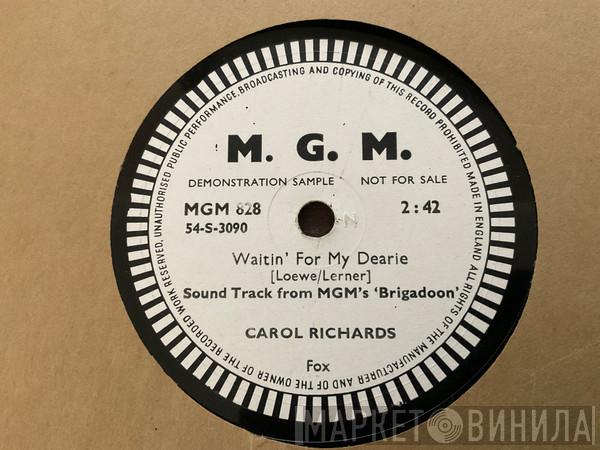 ALL RIGHTS OF THE MANUFACTURER AND OF THE OWNER OF THE RECORDED WORK RESERVED. UNAUTHORISED PUBLIC PERFORMANCE, BROADCASTING AND COPYING OF THIS RECORD PROHIBITED MADE IN ENGLAND
M. G. M.
DEMONSTRATION SAMPLE NOT FOR SALE
MGM 828 2:42
54-S-3090
Waitin' For My Dearie
[Loewe/Lerner]
Sound Track from MGM's 'Brigadoon'
CAROL RICHARDS
Fox
МАРКЕТ ВИНИЛА